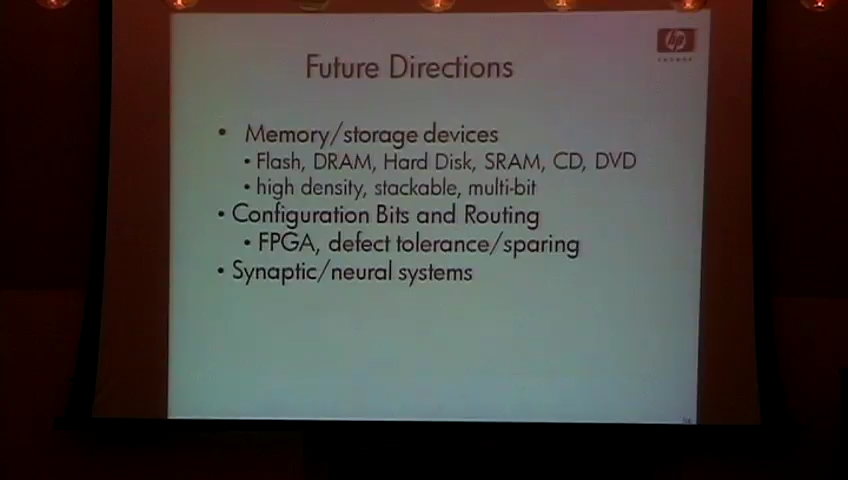 Future Directions
hp
• Memory/storage devices
• Flash, DRAM, Hard Disk, SRAM, CD, DVD
• high density, stackable, multi-bit
• Configuration Bits and Routing
• FPGA, defect tolerance/sparing
• Synaptic/neural systems